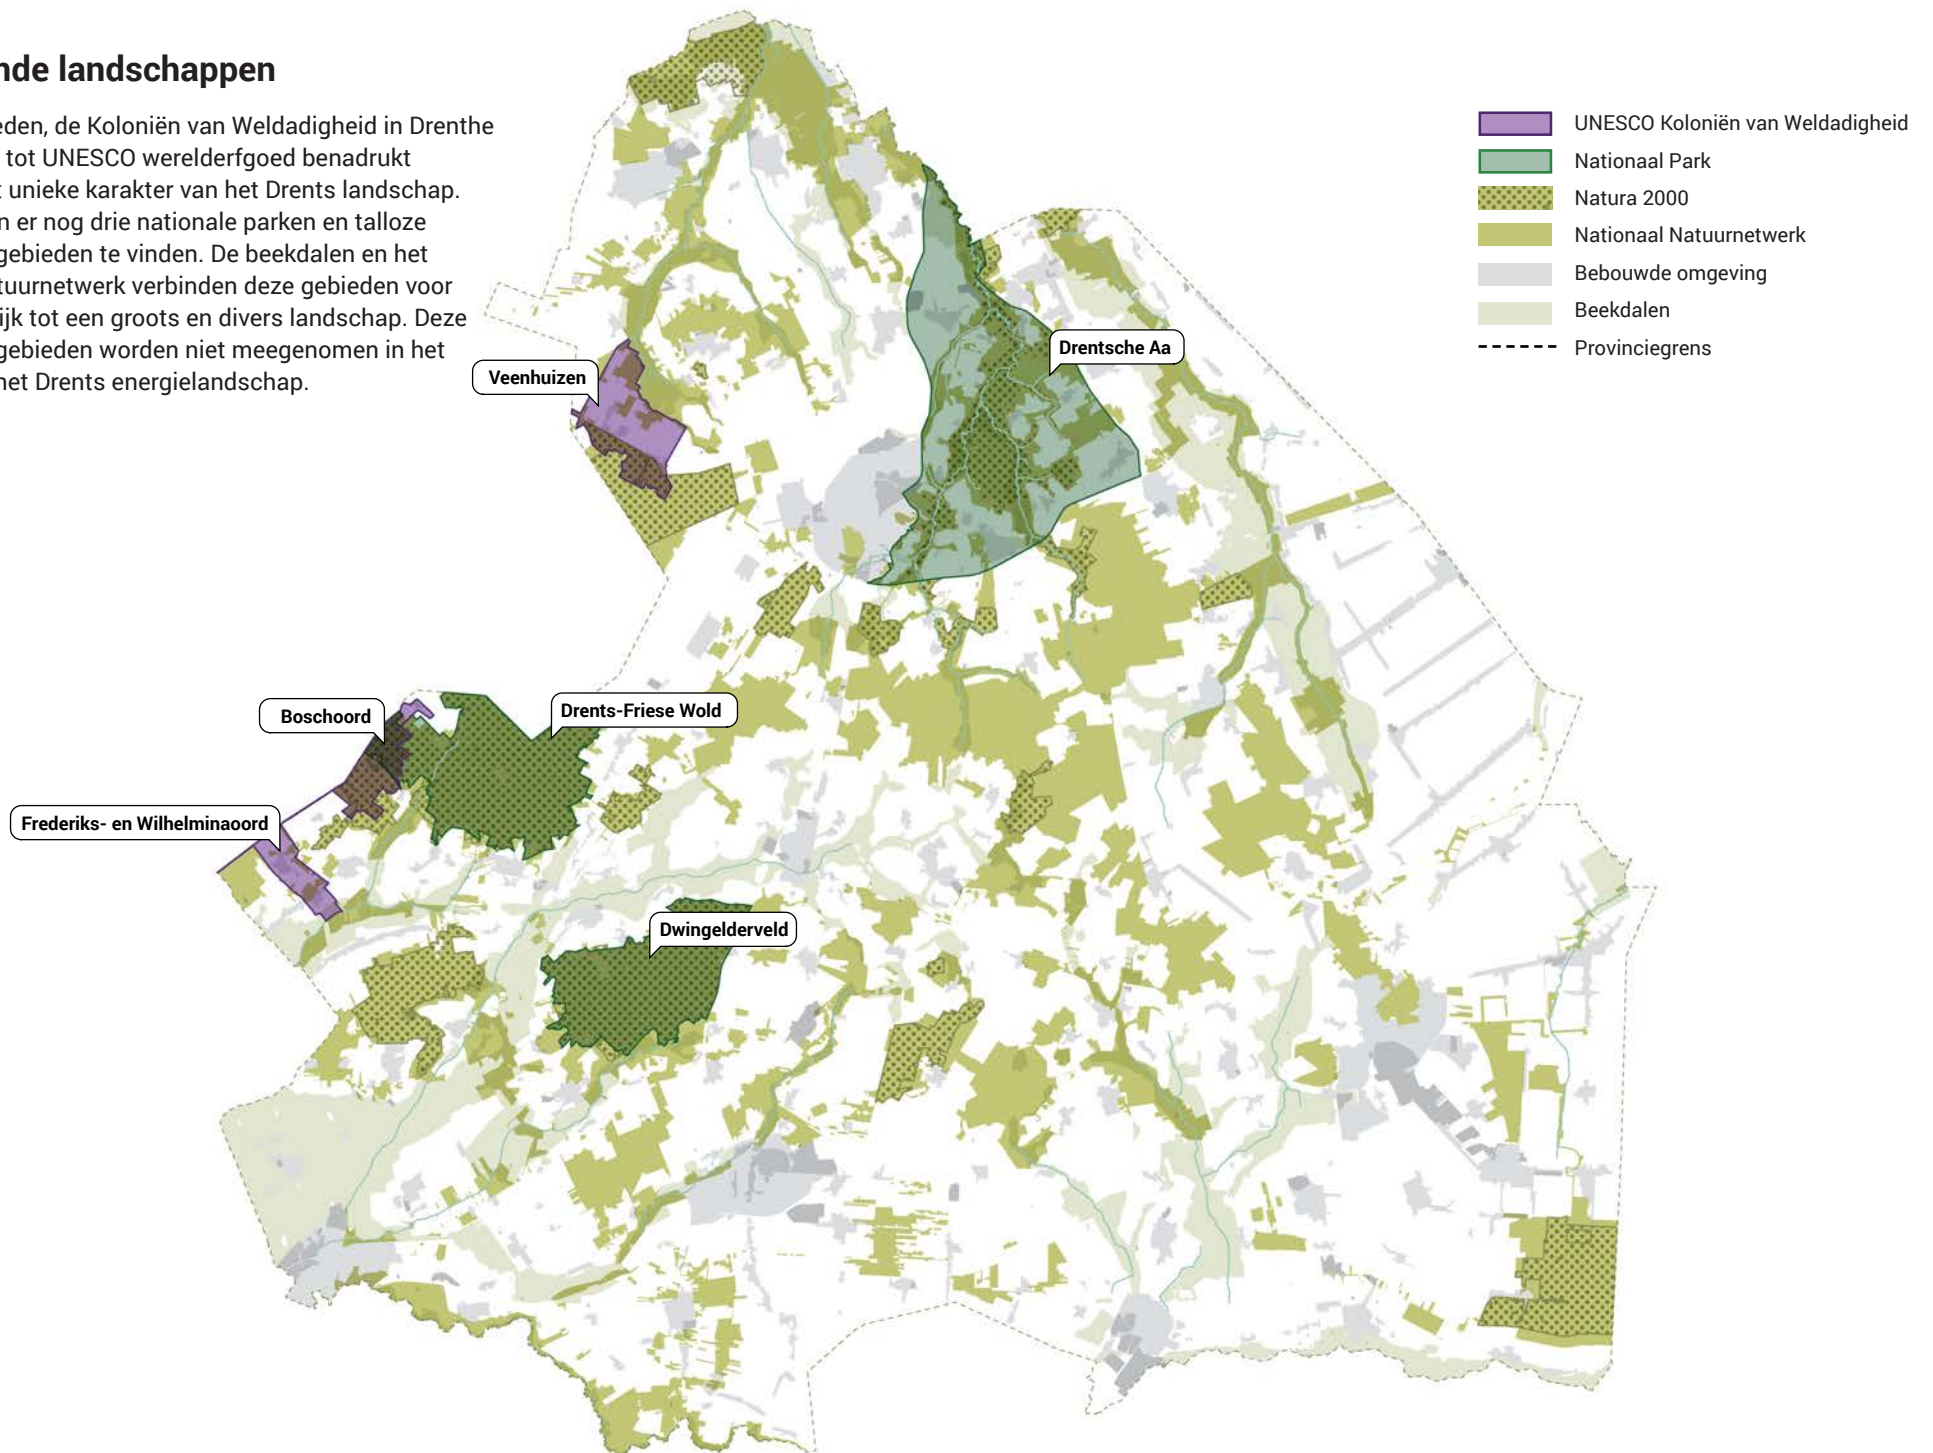 nde landschappen
eden, de Koloniën van Weldadigheid in Drenthe
tot UNESCO werelderfgoed benadrukt
t unieke karakter van het Drents landschap.
n er nog drie nationale parken en talloze
gebieden te vinden. De beekdalen en het
tuurnetwerk verbinden deze gebieden voor
ijk tot een groots en divers landschap. Deze
gebieden worden niet meegenomen in het
het Drents energielandschap.
UNESCO Koloniën van Weldadigheid
Nationaal Park
Natura 2000
Nationaal Natuurnetwerk
Bebouwde omgeving
Beekdalen
Provinciegrens
Drentsche Aa
Veenhuizen
Boschoord
Drents-Friese Wold
Frederiks- en Wilhelminaoord
Dwingelderveld